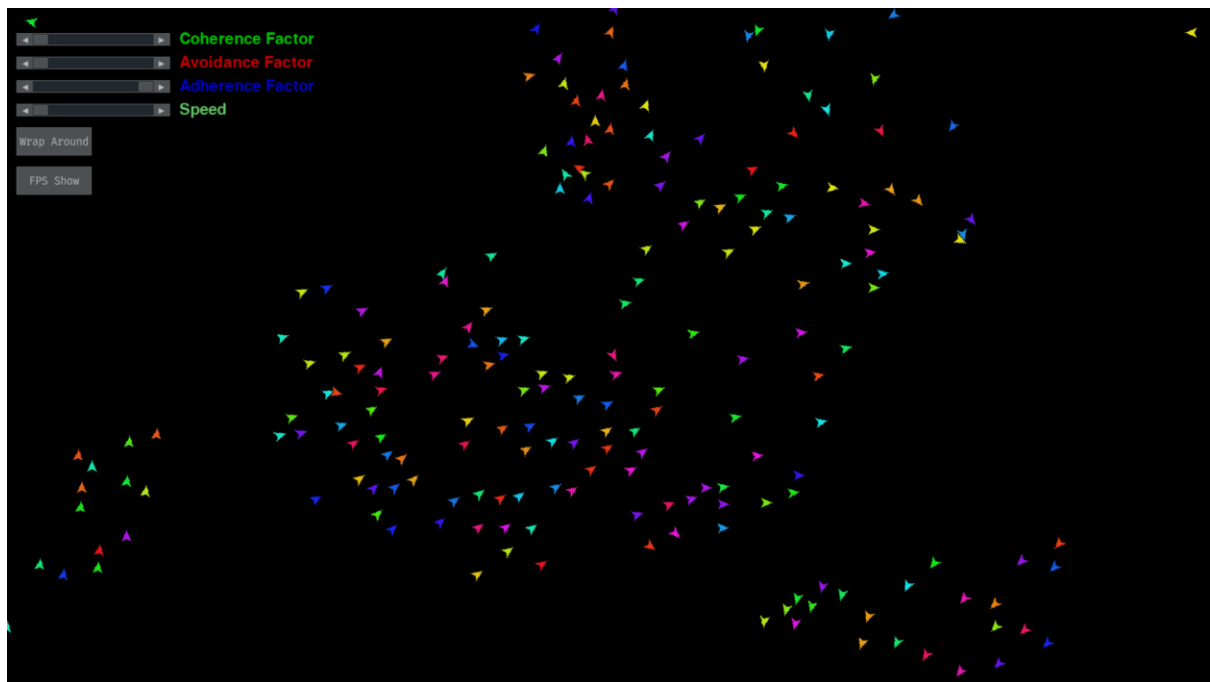 Coherence Factor
Avoidance Factor
Adherence Factor
Speed
Wrap Around
FPS Show